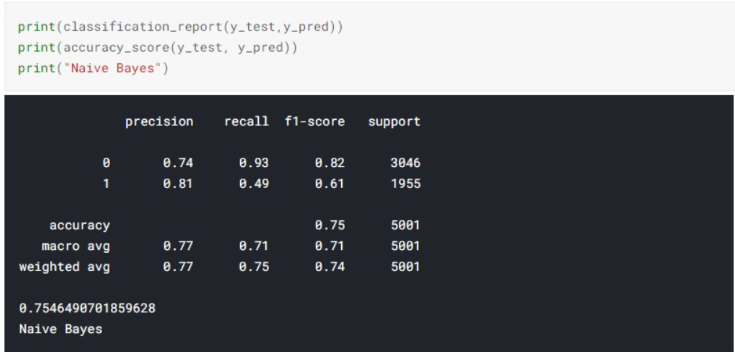 print(classification_report(y_test,y_pred))
print(accuracy_score(y_test, y_pred))
print("Naive Bayes")
precision recall f1-score support
0 0.74 0.93 0.82 3046
1 0.81 0.49 0.61 1955
accuracy 0.75 5001
macro avg 0.77 0.71 0.71 5001
weighted avg 0.77 0.75 0.74 5001
0.7546490701859628
Naive Bayes